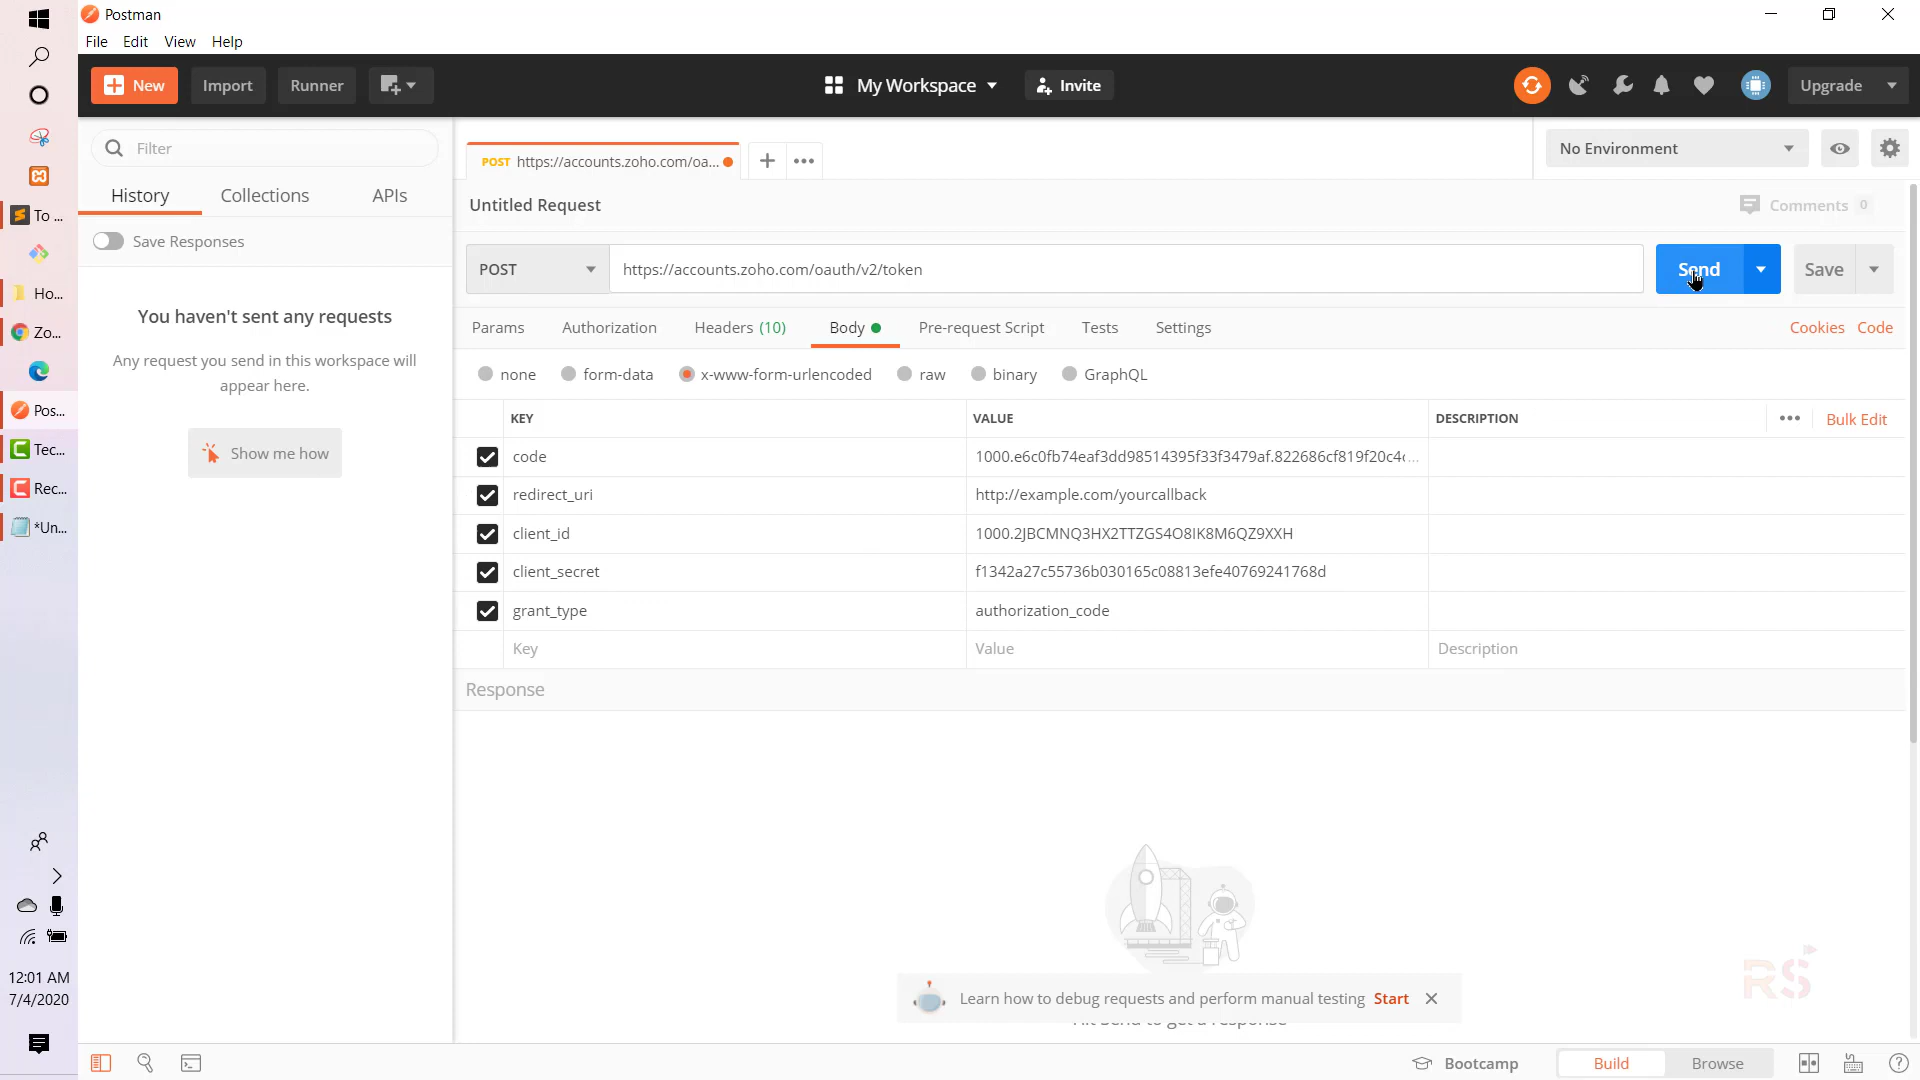 Postman
File Edit View Help
New Import Runner My Workspace Invite Upgrade
Filter
History Collections APIs
Save Responses
You haven't sent any requests
Any request you send in this workspace will
appear here.
Show me how
POST https://accounts.zoho.com/oa...
No Environment
Untitled Request
Comments 0
POST https://accounts.zoho.com/oauth/v2/token Send Save
Params Authorization Headers (10) Body Pre-request Script Tests Settings Cookies Code
none form-data x-www-form-urlencoded raw binary GraphQL
KEY VALUE DESCRIPTION Bulk Edit
code 1000.e6c0fb74eaf3dd98514395f33f3479af.822686cf819f20c4...
redirect_uri http://example.com/yourcallback
client_id 1000.2JBCMNQ3HX2TTZGS4O8IK8M6QZ9XXH
client_secret f1342a27c55736b030165c08813efe40769241768d
grant_type authorization_code
Key Value Description
Response
Learn how to debug requests and perform manual testing Start
Hit Send to get a response
RS
To ...
Ho...
Zo...
Pos...
Tec...
Rec...
*Un...
12:01 AM
7/4/2020
Bootcamp Build Browse